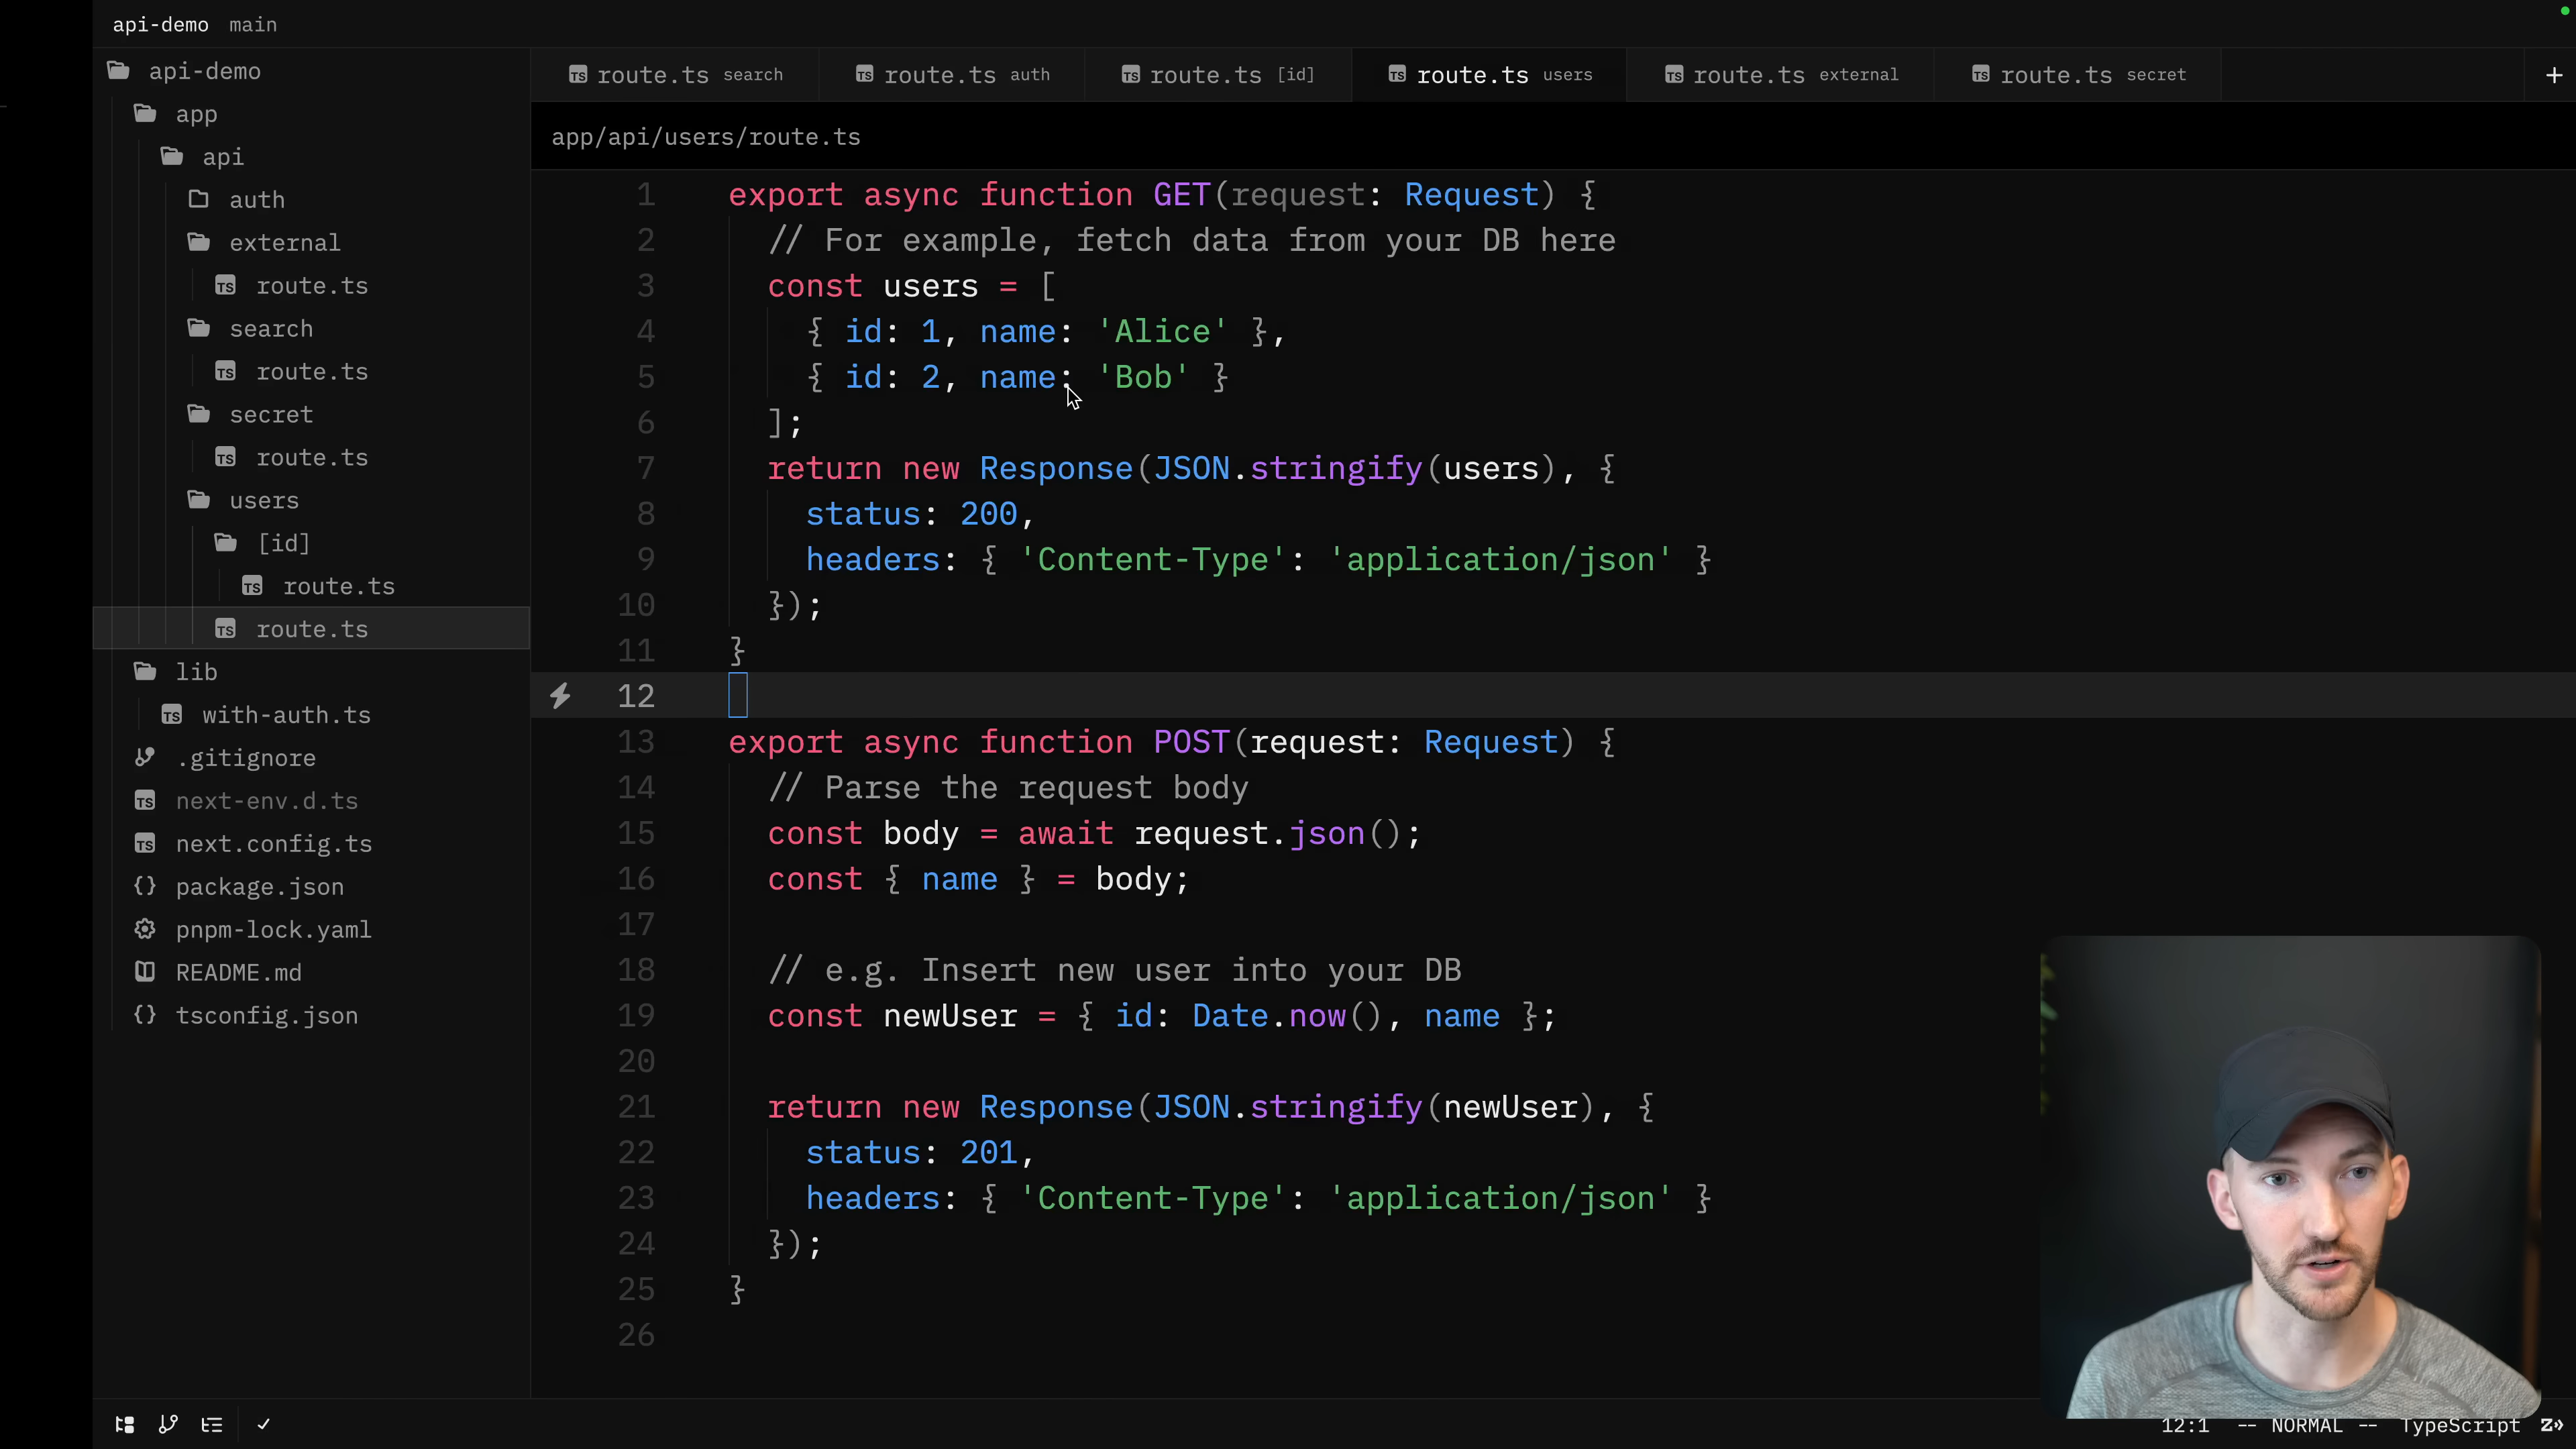 api-demo main
api-demo
app
api
auth
external
route.ts
search
route.ts
secret
route.ts
users
[id]
route.ts
route.ts
lib
with-auth.ts
.gitignore
next-env.d.ts
next.config.ts
package.json
pnpm-lock.yaml
README.md
tsconfig.json
route.ts search route.ts auth route.ts [id] route.ts users route.ts external route.ts secret
app/api/users/route.ts
1 export async function GET(request: Request) {
2 // For example, fetch data from your DB here
3 const users = [
4 { id: 1, name: 'Alice' },
5 { id: 2, name: 'Bob' }
6 ];
7 return new Response(JSON.stringify(users), {
8 status: 200,
9 headers: { 'Content-Type': 'application/json' }
10 });
11 }
12
13 export async function POST(request: Request) {
14 // Parse the request body
15 const body = await request.json();
16 const { name } = body;
17
18 // e.g. Insert new user into your DB
19 const newUser = { id: Date.now(), name };
20
21 return new Response(JSON.stringify(newUser), {
22 status: 201,
23 headers: { 'Content-Type': 'application/json' }
24 });
25 }
26
12:1 -- NORMAL -- TypeScript